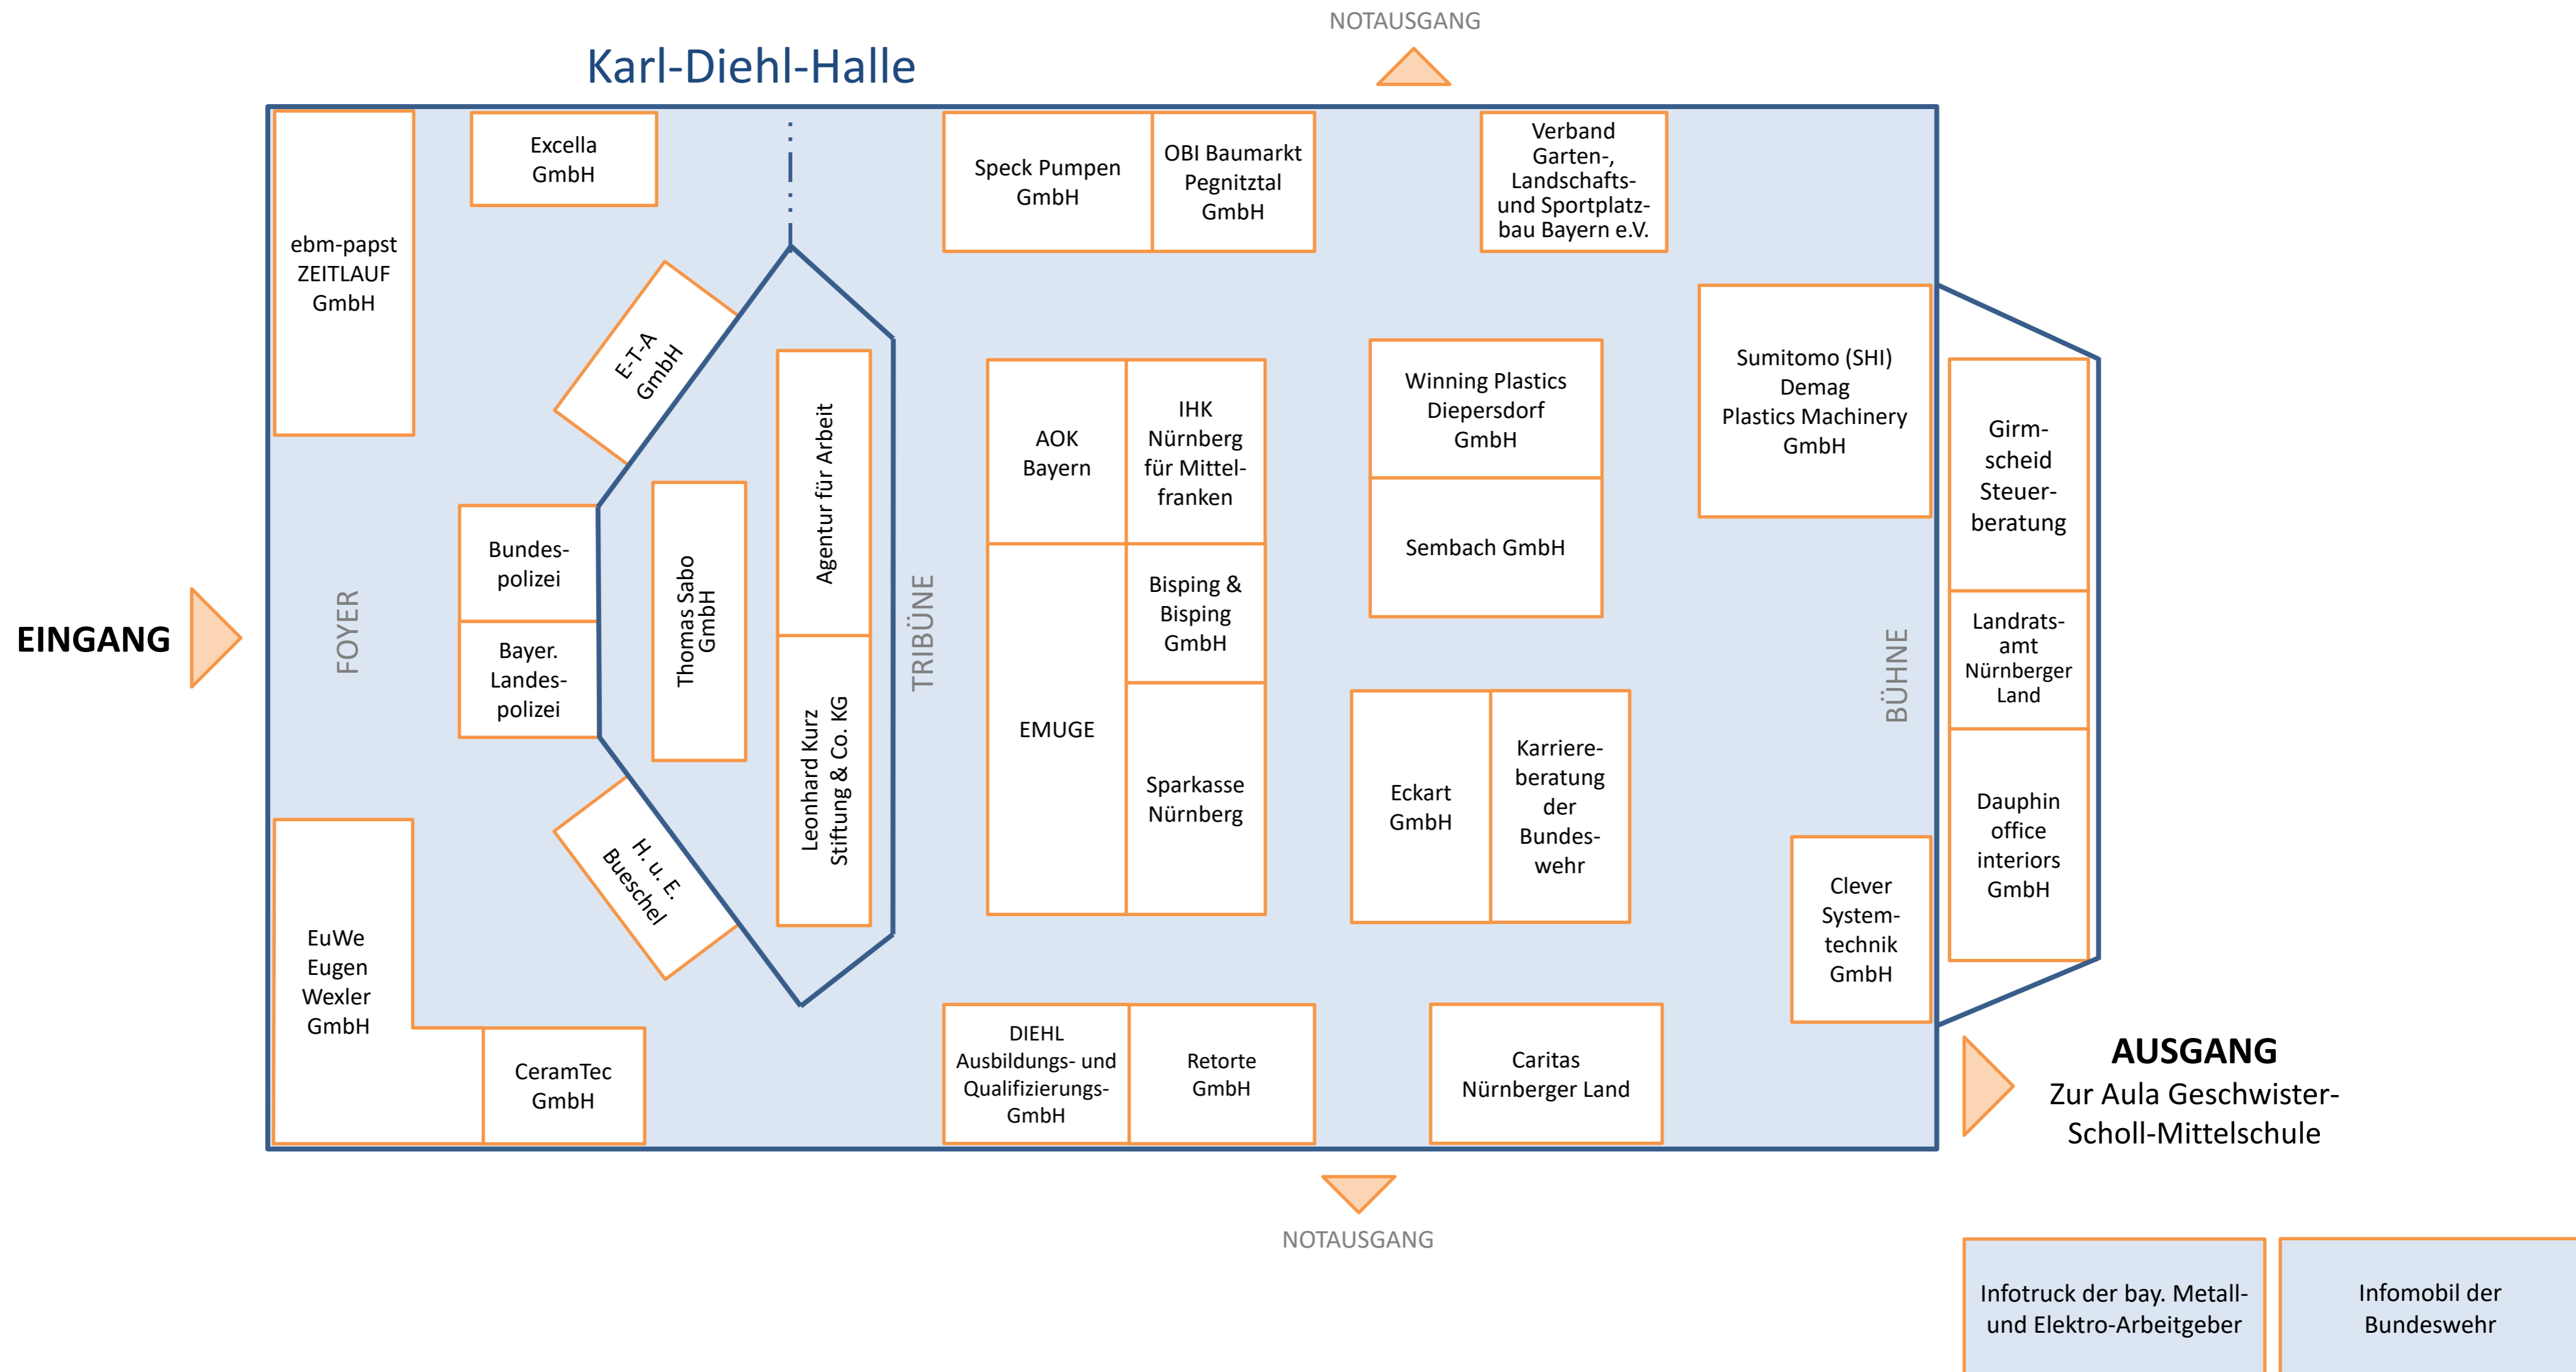 NOTAUSGANG
Karl-Diehl-Halle
Excella
GmbH
ebm-papst
ZEITLAUF
GmbH
E-T-A
GmbH
Speck Pumpen
GmbH
OBI Baumarkt
Pegnitztal
GmbH
Verband
Garten-,
Landschafts-
und Sportplatz-
bau Bayern e.V.
EINGANG
FOYER
Bundes-
polizei
Bayer.
Landes-
polizei
Thomas Sabo
GmbH
Agentur für Arbeit
Leonhard Kurz
Stiftung & Co. KG
TRIBÜNE
AOK
Bayern
IHK
Nürnberg
für Mittel-
franken
EMUGE
Bisping &
Bisping
GmbH
Sparkasse
Nürnberg
Winning Plastics
Diepersdorf
GmbH
Sembach GmbH
Eckart
GmbH
Karriere-
beratung
der
Bundes-
wehr
Sumitomo (SHI)
Demag
Plastics Machinery
GmbH
BÜHNE
Girm-
scheid
Steuer-
beratung
Landrats-
amt
Nürnberger
Land
Dauphin
office
interiors
GmbH
Clever
System-
technik
GmbH
H. u. E.
Bueschel
EuWe
Eugen
Wexler
GmbH
CeramTec
GmbH
DIEHL
Ausbildungs- und
Qualifizierungs-
GmbH
Retorte
GmbH
Caritas
Nürnberger Land
AUSGANG
Zur Aula Geschwister-
Scholl-Mittelschule
NOTAUSGANG
Infotruck der bay. Metall-
und Elektro-Arbeitgeber
Infomobil der
Bundeswehr